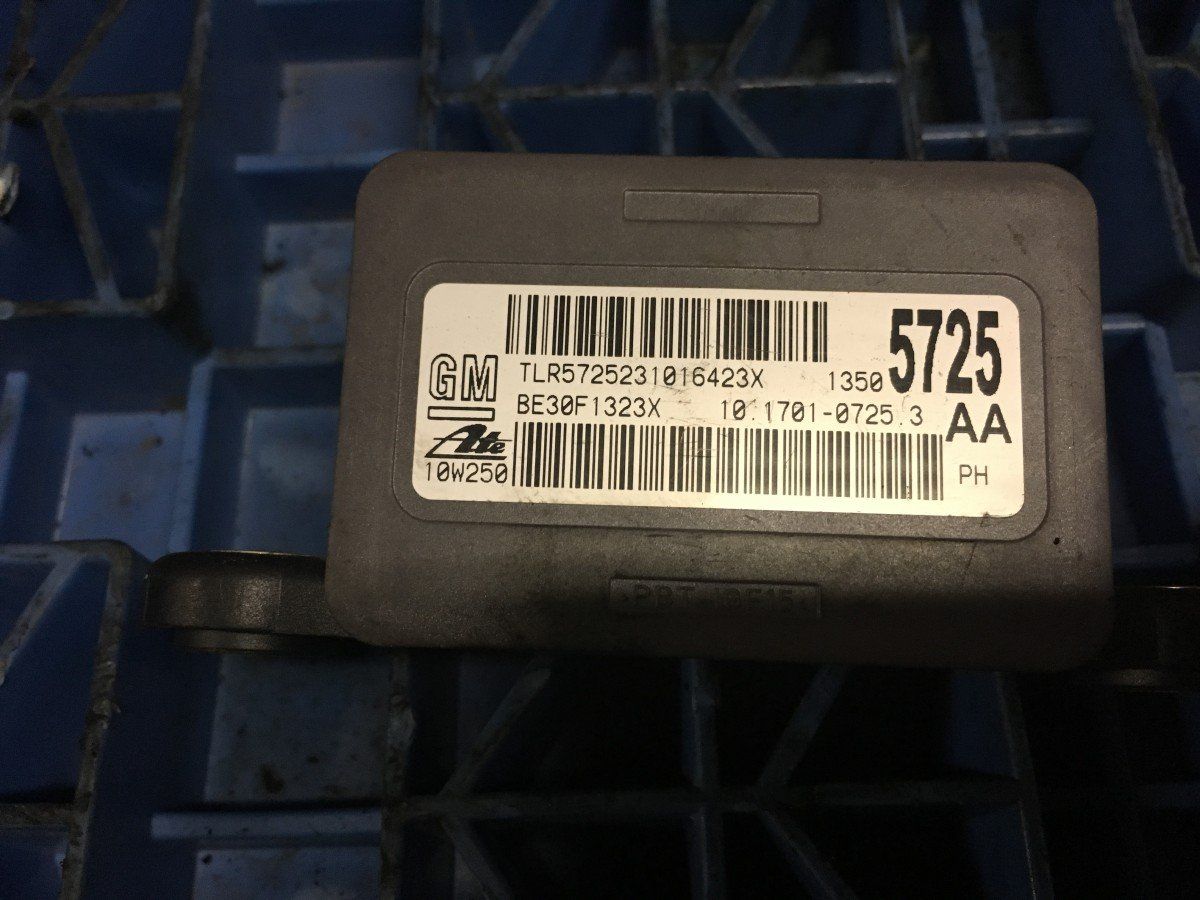 GM
TLR5725231016423X
1350 5725
BE30F1323X 10.1701-0725.3 AA
Ate
10W250
PH